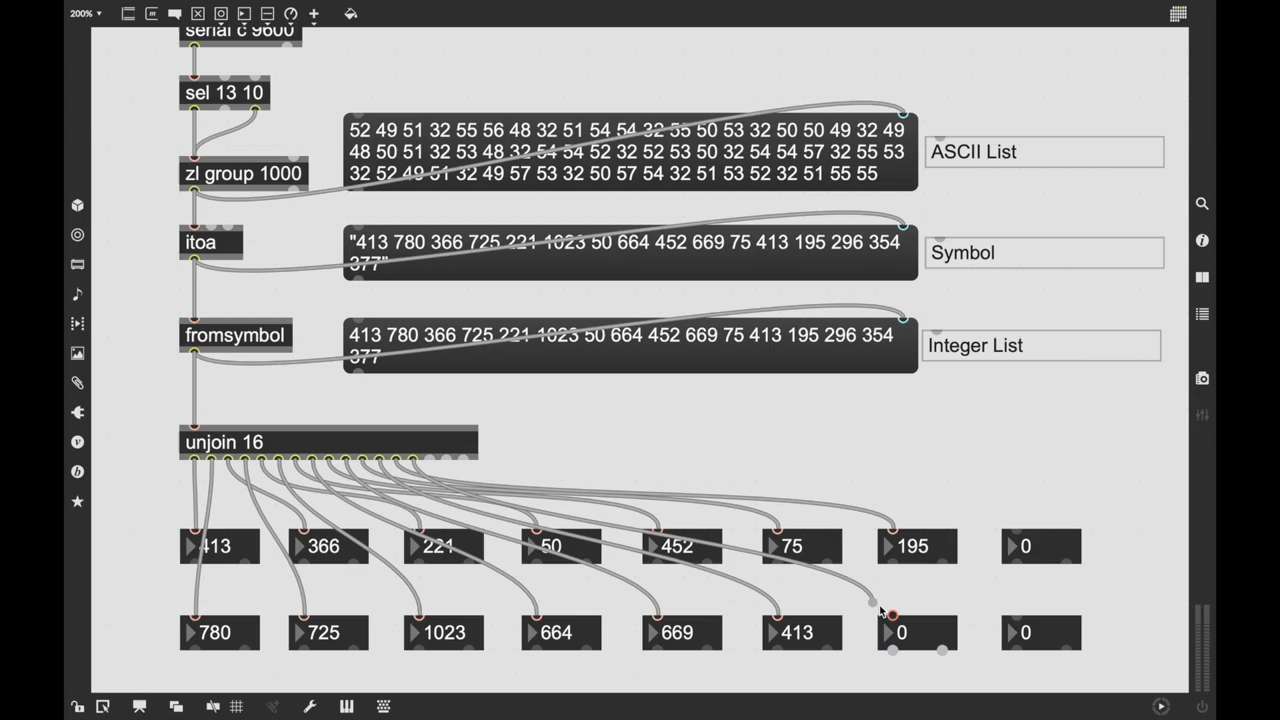 200%
serial c 9600
sel 13 10
52 49 51 32 55 56 48 32 51 54 54 32 55 50 53 32 50 50 49 32 49
48 50 51 32 53 48 32 54 54 52 32 52 53 50 32 54 54 57 32 55 53
32 52 49 51 32 49 57 53 32 50 57 54 32 51 53 52 32 51 55 55
ASCII List
zl group 1000
itoa
"413 780 366 725 221 1023 50 664 452 669 75 413 195 296 354
377"
Symbol
fromsymbol
413 780 366 725 221 1023 50 664 452 669 75 413 195 296 354
377
Integer List
unjoin 16
413 366 221 50 452 75 195 0
780 725 1023 664 669 413 0 0